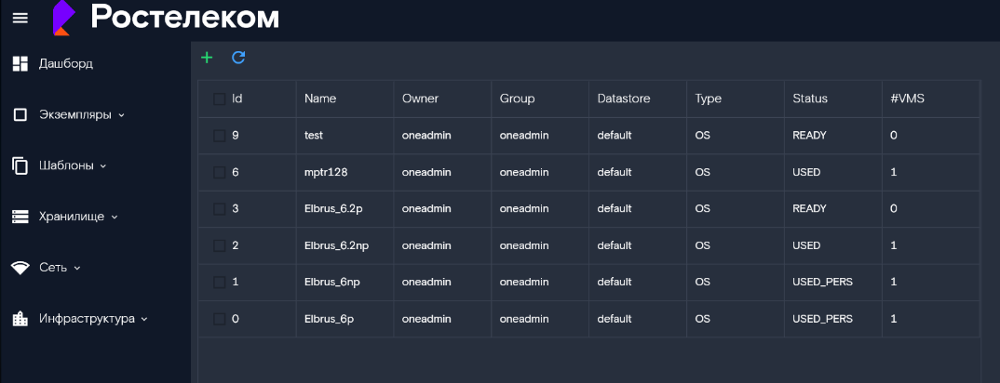 Ростелеком
Дашборд
Экземпляры
Шаблоны
Хранилище
Сеть
Инфраструктура
Id Name Owner Group Datastore Type Status #VMS
9 test oneadmin oneadmin default OS READY 0
6 mptr128 oneadmin oneadmin default OS USED 1
3 Elbrus_6.2p oneadmin oneadmin default OS READY 0
2 Elbrus_6.2np oneadmin oneadmin default OS USED 1
1 Elbrus_6np oneadmin oneadmin default OS USED_PERS 1
0 Elbrus_6p oneadmin oneadmin default OS USED_PERS 1